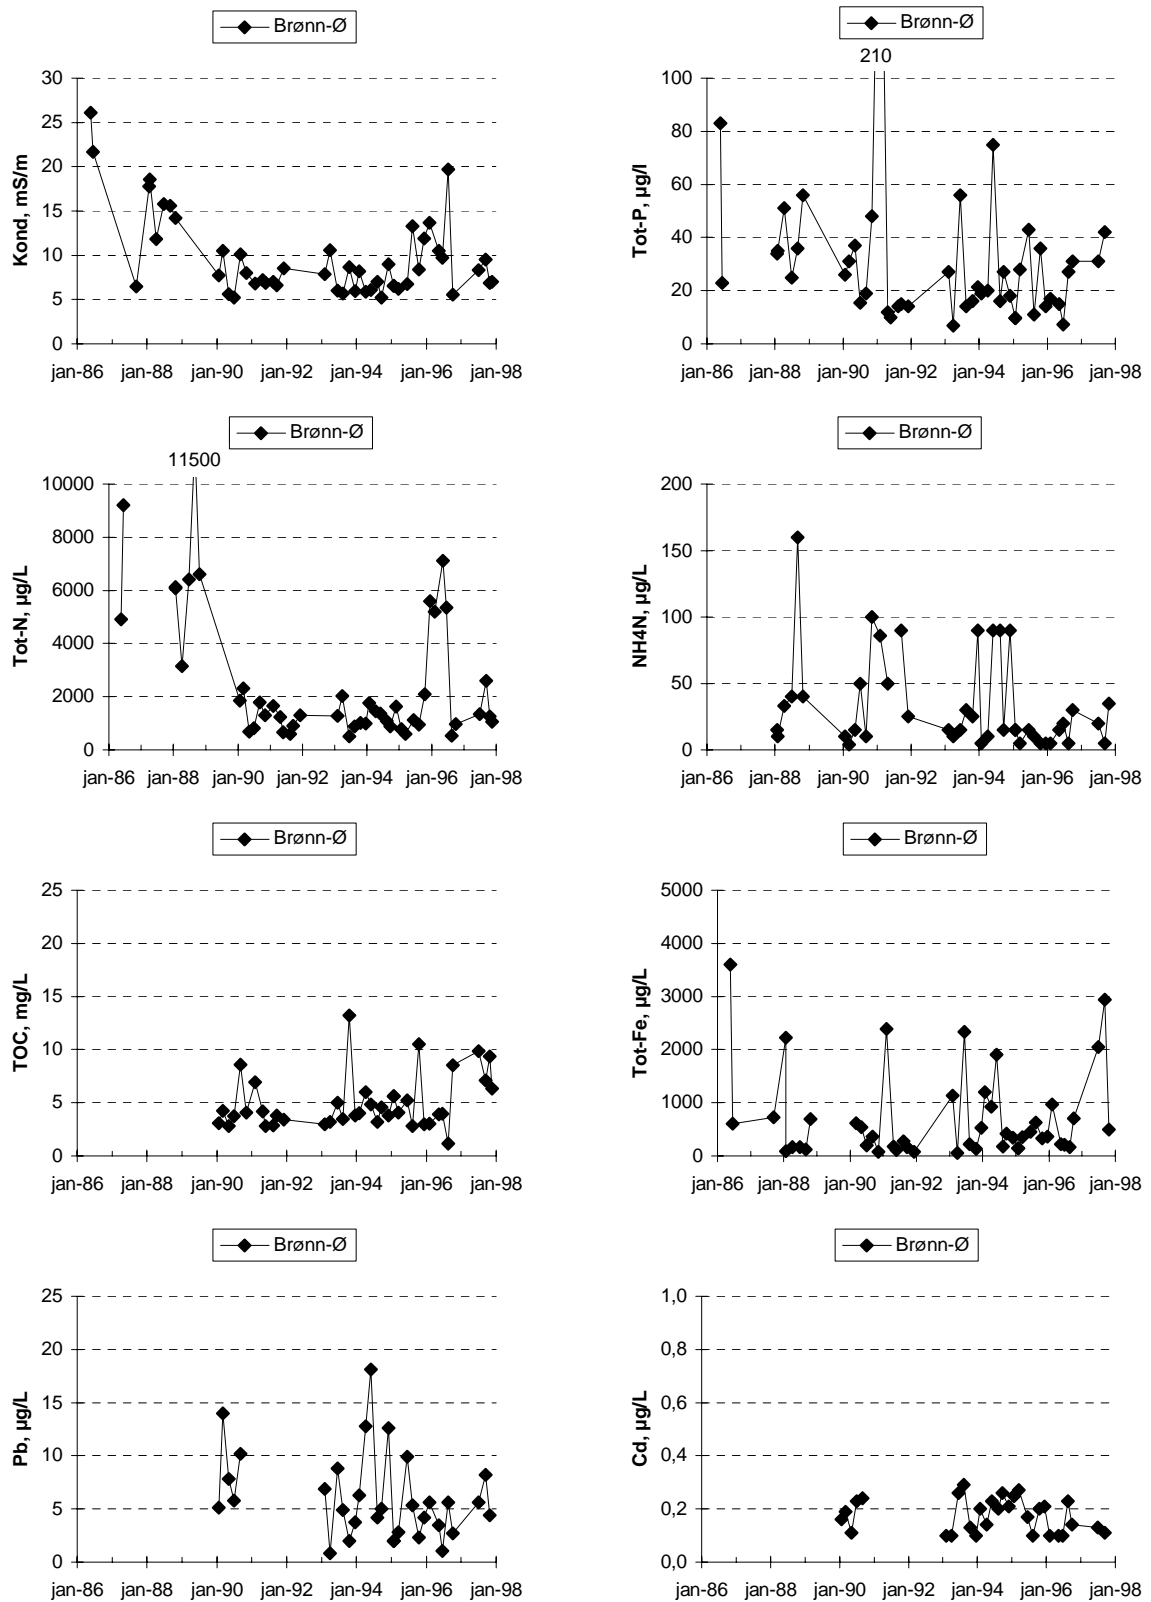 Brønn-Ø
Kond, mS/m
30
25
20
15
10
5
0
jan-86 jan-88 jan-90 jan-92 jan-94 jan-96 jan-98
Brønn-Ø
210
Tot-P, µg/l
100
80
60
40
20
0
jan-86 jan-88 jan-90 jan-92 jan-94 jan-96 jan-98
Brønn-Ø
11500
Tot-N, µg/L
10000
8000
6000
4000
2000
0
jan-86 jan-88 jan-90 jan-92 jan-94 jan-96 jan-98
Brønn-Ø
NH4N, µg/L
200
150
100
50
0
jan-86 jan-88 jan-90 jan-92 jan-94 jan-96 jan-98
Brønn-Ø
TOC, mg/L
25
20
15
10
5
0
jan-86 jan-88 jan-90 jan-92 jan-94 jan-96 jan-98
Brønn-Ø
Tot-Fe, µg/L
5000
4000
3000
2000
1000
0
jan-86 jan-88 jan-90 jan-92 jan-94 jan-96 jan-98
Brønn-Ø
Pb, µg/L
25
20
15
10
5
0
jan-86 jan-88 jan-90 jan-92 jan-94 jan-96 jan-98
Brønn-Ø
Cd, µg/L
1,0
0,8
0,6
0,4
0,2
0,0
jan-86 jan-88 jan-90 jan-92 jan-94 jan-96 jan-98